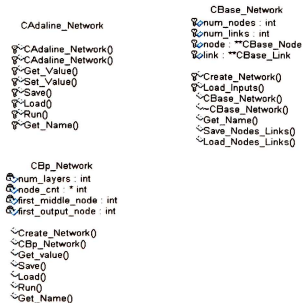 CAdaline_Network
CAdaline_Network()
CAdaline_Network()
Get_Value()
Set_Value()
Save()
Load()
Run()
Get_Name()
CBase_Network
num_nodes : int
num_links : int
node : **CBase_Node
link : **CBase_Link
Create_Network()
Load_Inputs()
CBase_Network()
~CBase_Network()
Get_Name()
Save_Nodes_Links()
Load_Nodes_Links()
CBp_Network
num_layers : int
node_cnt : * int
first_middle_node : int
first_output_node : int
Create_Network()
CBp_Network()
Get_value()
Save()
Load()
Run()
Get_Name()